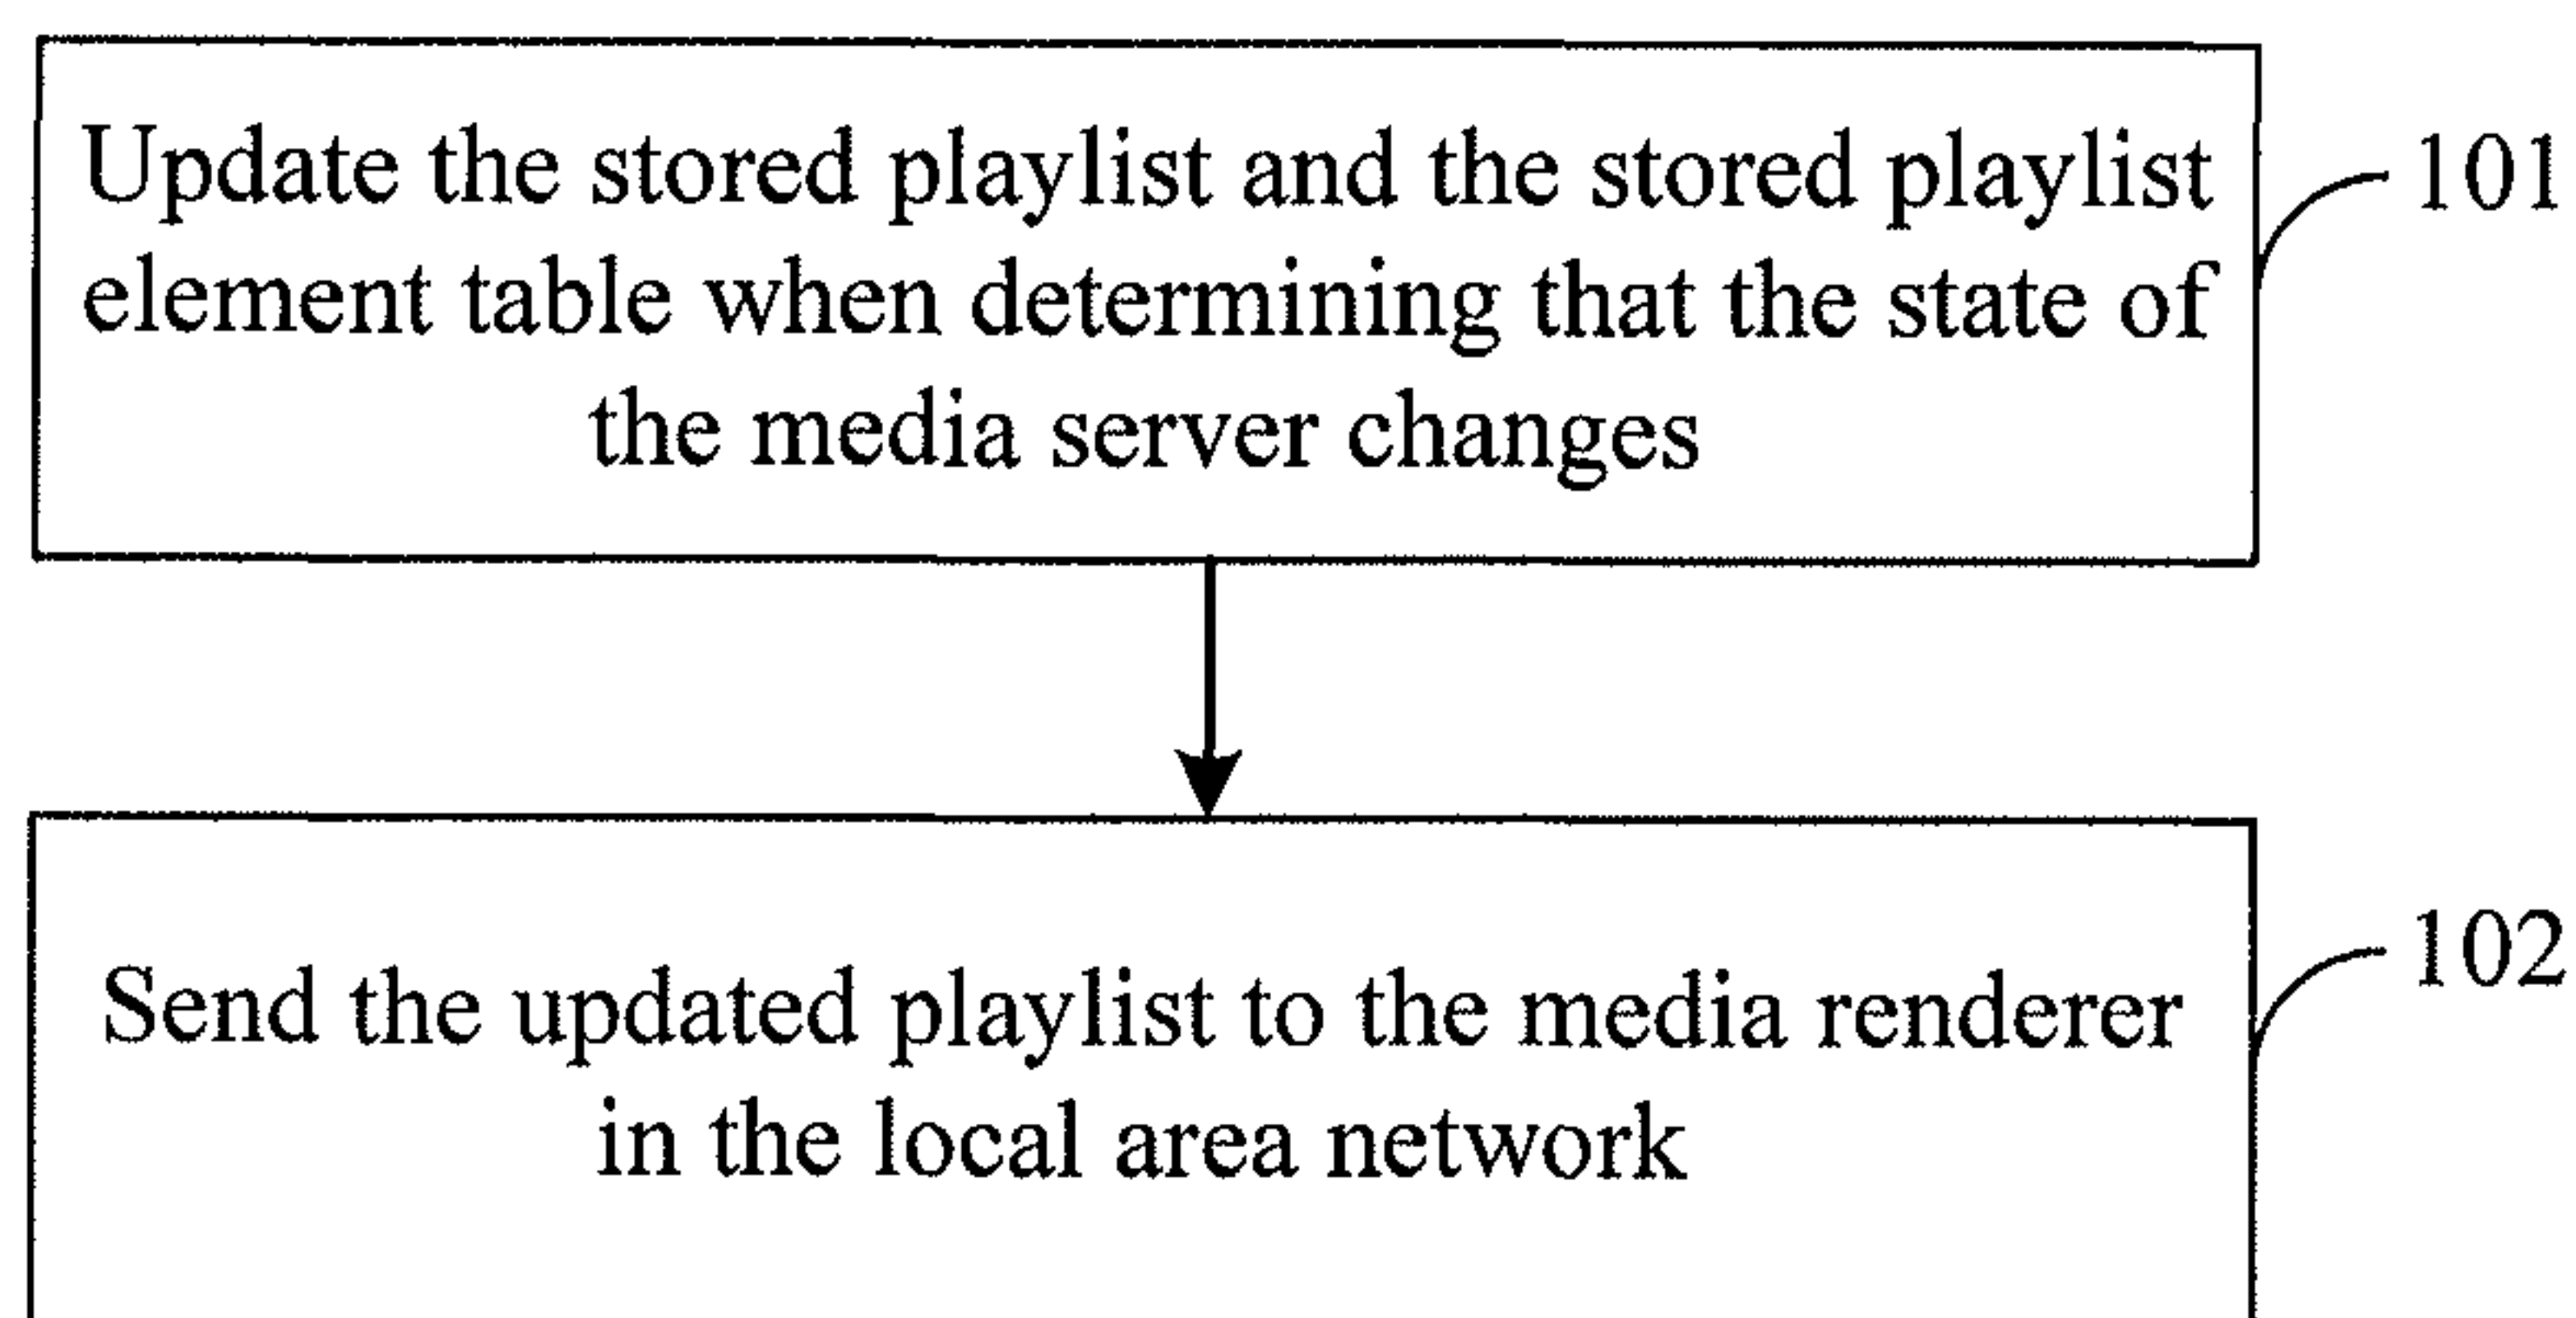 Update the stored playlist and the stored playlist
element table when determining that the state of
the media server changes
101
Send the updated playlist to the media renderer
in the local area network
102